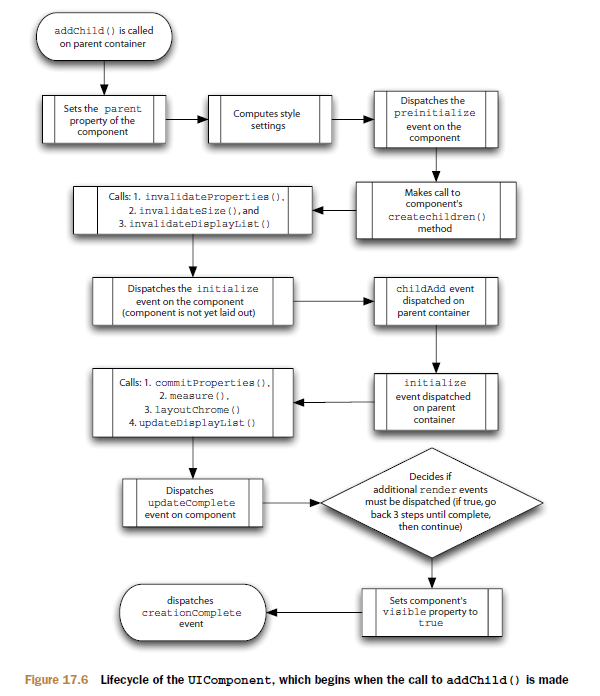 addChild() is called
on parent container
Sets the parent
property of the
component
Computes style
settings
Dispatches the
preinitialize
event on the
component
Makes call to
component's
createchildren()
method
Calls: 1. invalidateProperties(),
2. invalidateSize(),and
3. invalidateDisplayList()
Dispatches the initialize
event on the component
(component is not yet laid out)
childAdd event
dispatched on
parent container
initialize
event dispatched
on parent
container
Calls: 1. commitProperties(),
2. measure(),
3. layoutChrome()
4. updateDisplayList()
Dispatches
updateComplete
event on component
Decides if
additional render events
must be dispatched (if true, go
back 3 steps until complete,
then continue)
Sets component's
visible property to
true
dispatches
creationComplete
event
Figure 17.6 Lifecycle of the UIComponent, which begins when the call to addChild() is made